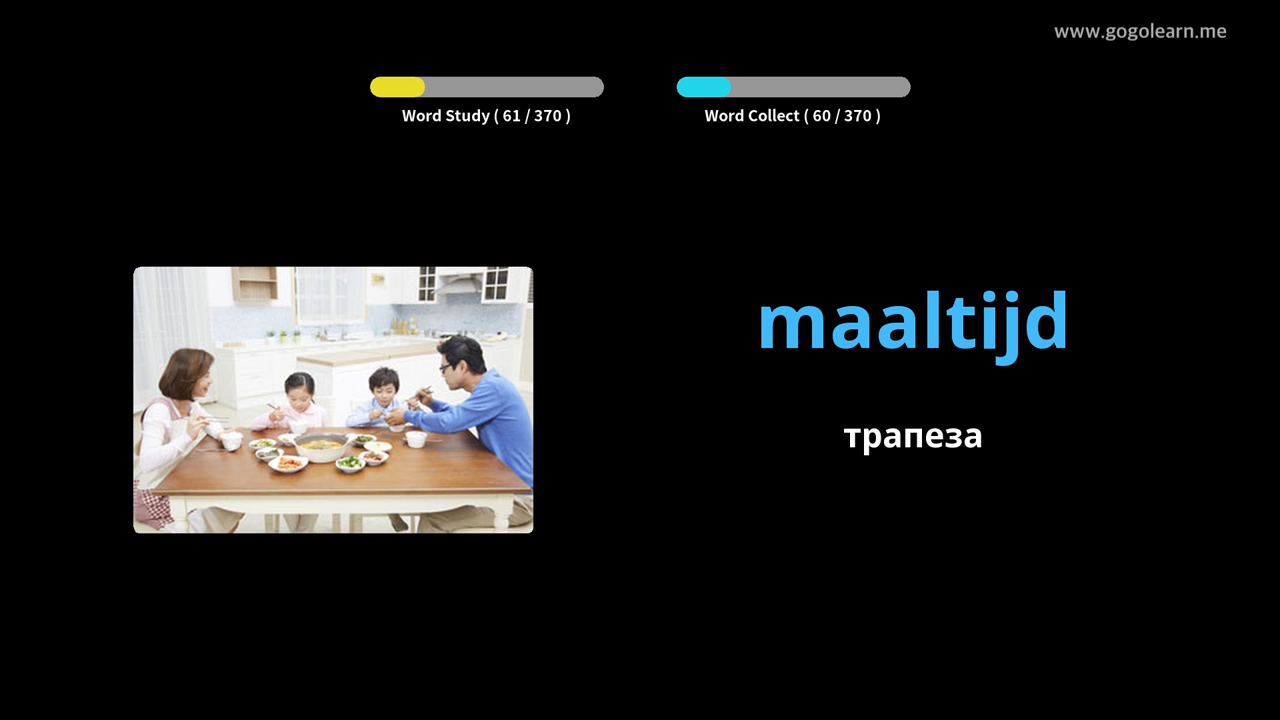 www.gogolearn.me
Word Study ( 61 / 370 )
Word Collect ( 60 / 370 )
maaltijd
трапеза